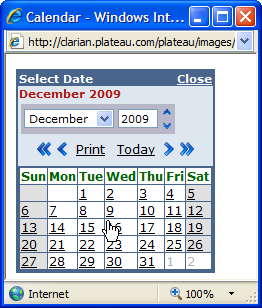 Calendar - Windows Int...
http://clarian.plateau.com/plateau/images/
Select Date Close
December 2009
December 2009
Print Today
Sun Mon Tue Wed Thu Fri Sat
1 2 3 4 5
6 7 8 9 10 11 12
13 14 15 16 17 18 19
20 21 22 23 24 25 26
27 28 29 30 31 1 2
Internet 100%